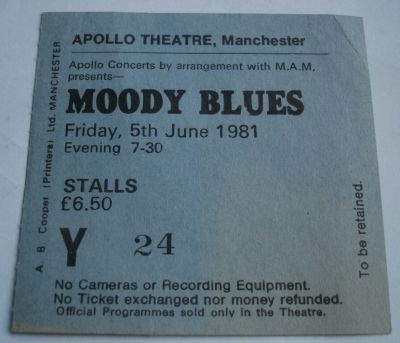 APOLLO THEATRE, Manchester
Apollo Concerts by arrangement with M.A.M.
presents—
MOODY BLUES
Friday, 5th June 1981
Evening 7-30
STALLS
£6.50
Y 24
No Cameras or Recording Equipment.
No Ticket exchanged nor money refunded.
Official Programmes sold only in the Theatre.
A B Cooper (Printers) Ltd. MANCHESTER
To be retained.